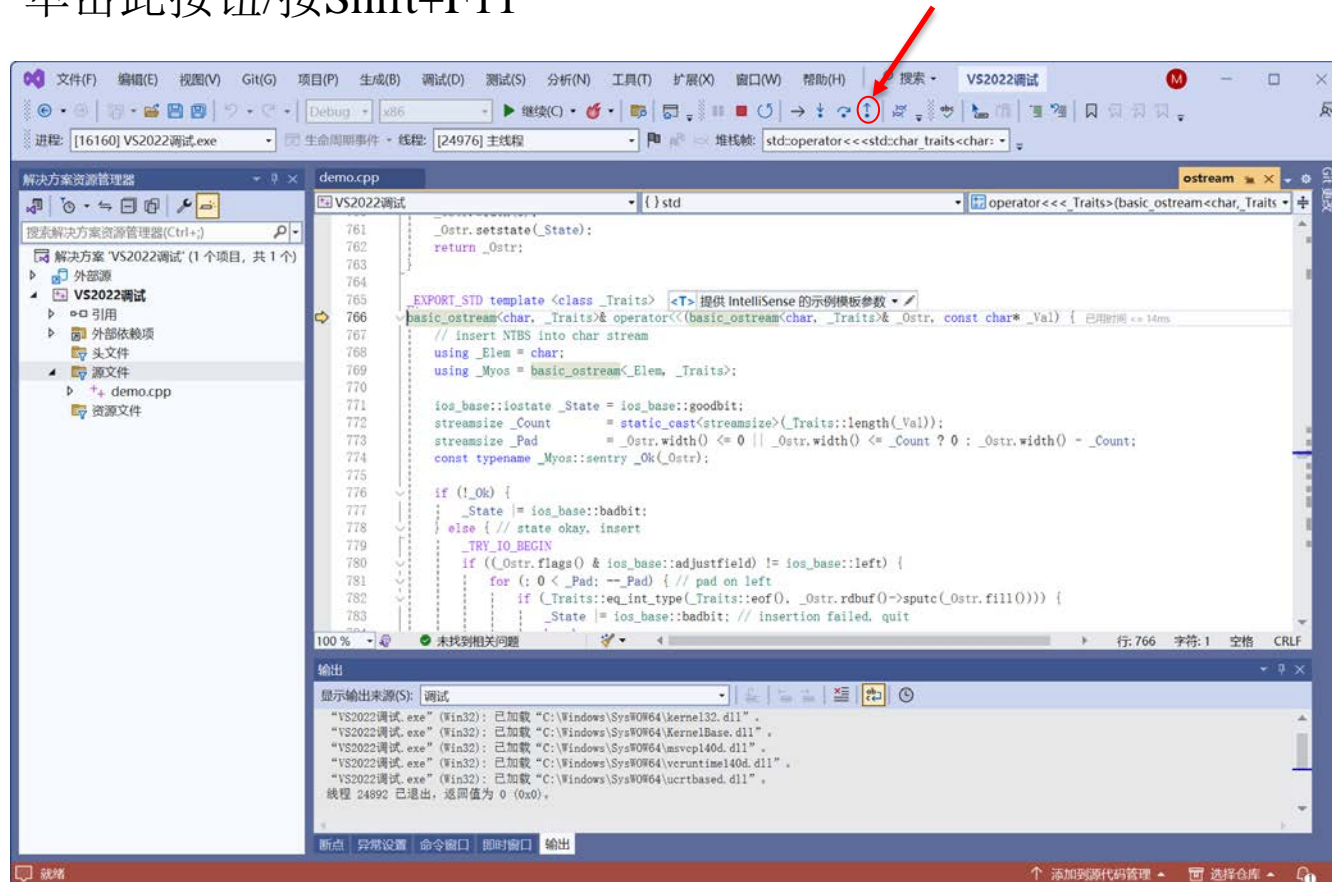 单击此按钮/按Shift+F11
文件(F) 编辑(E) 视图(V) Git(G) 项目(P) 生成(B) 调试(D) 测试(S) 分析(N) 工具(T) 扩展(X) 窗口(W) 帮助(H) 搜索 VS2022调试 M
Debug x86 继续(C)
进程: [16160] VS2022调试.exe 生命周期事件 线程: [24976] 主线程 堆栈帧: std::operator<<<std::char_traits<char>
解决方案资源管理器
搜索解决方案资源管理器(Ctrl+;)
解决方案 'VS2022调试' (1 个项目，共 1 个)
外部源
VS2022调试
引用
外部依赖项
头文件
源文件
demo.cpp
资源文件
demo.cpp ostream
VS2022调试 { } std operator<<<_Traits>(basic_ostream<char,_Traits
761 _Ostr.setstate(_State);
762 return _Ostr;
763 }
764
765 _EXPORT_STD template <class _Traits> <T> 提供 IntelliSense 的示例模板参数
766 basic_ostream<char, _Traits>& operator<<(basic_ostream<char, _Traits>& _Ostr, const char* _Val) { 已用时间 <= 14ms
767 // insert NTBS into char stream
768 using _Elem = char;
769 using _Myos = basic_ostream<_Elem, _Traits>;
770
771 ios_base::iostate _State = ios_base::goodbit;
772 streamsize _Count = static_cast<streamsize>(_Traits::length(_Val));
773 streamsize _Pad = _Ostr.width() <= 0 || _Ostr.width() <= _Count ? 0 : _Ostr.width() - _Count;
774 const typename _Myos::sentry _Ok(_Ostr);
775
776 if (!_Ok) {
777 _State |= ios_base::badbit;
778 } else { // state okay, insert
779 _TRY_IO_BEGIN
780 if ((_Ostr.flags() & ios_base::adjustfield) != ios_base::left) {
781 for (; 0 < _Pad; --_Pad) { // pad on left
782 if (_Traits::eq_int_type(_Traits::eof(), _Ostr.rdbuf()->sputc(_Ostr.fill()))) {
783 _State |= ios_base::badbit; // insertion failed, quit
100 % 未找到相关问题 行: 766 字符: 1 空格 CRLF
输出
显示输出来源(S): 调试
“VS2022调试.exe” (Win32): 已加载 “C:\Windows\SysWOW64\kernel32.dll”。
“VS2022调试.exe” (Win32): 已加载 “C:\Windows\SysWOW64\KernelBase.dll”。
“VS2022调试.exe” (Win32): 已加载 “C:\Windows\SysWOW64\msvcp140d.dll”。
“VS2022调试.exe” (Win32): 已加载 “C:\Windows\SysWOW64\vcruntime140d.dll”。
“VS2022调试.exe” (Win32): 已加载 “C:\Windows\SysWOW64\ucrtbased.dll”。
线程 24892 已退出，返回值为 0 (0x0)。
断点 异常设置 命令窗口 即时窗口 输出
就绪 添加到源代码管理 选择仓库 1
Git 更改